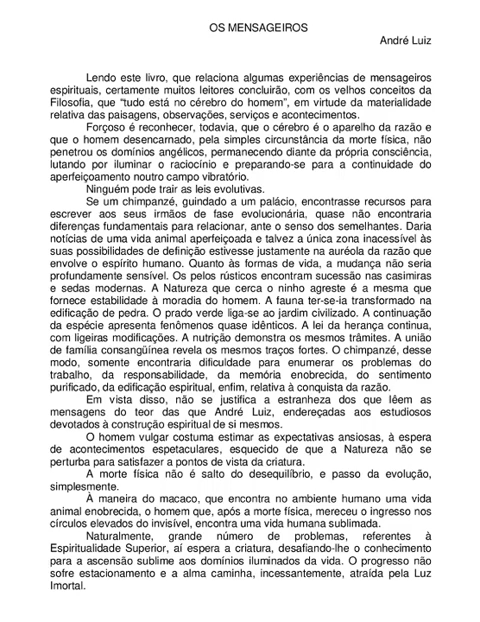 OS MENSAGEIROS
André Luiz
Lendo este livro, que relaciona algumas experiências de mensageiros
espirituais, certamente muitos leitores concluirão, com os velhos conceitos da
Filosofia, que “tudo está no cérebro do homem”, em virtude da materialidade
relativa das paisagens, observações, serviços e acontecimentos.
Forçoso é reconhecer, todavia, que o cérebro é o aparelho da razão e
que o homem desencarnado, pela simples circunstância da morte física, não
penetrou os domínios angélicos, permanecendo diante da própria consciência,
lutando por iluminar o raciocínio e preparando-se para a continuidade do
aperfeiçoamento noutro campo vibratório.
Ninguém pode trair as leis evolutivas.
Se um chimpanzé, guindado a um palácio, encontrasse recursos para
escrever aos seus irmãos de fase evolucionária, quase não encontraria
diferenças fundamentais para relacionar, ante o senso dos semelhantes. Daria
notícias de uma vida animal aperfeiçoada e talvez a única zona inacessível às
suas possibilidades de definição estivesse justamente na auréola da razão que
envolve o espírito humano. Quanto às formas de vida, a mudança não seria
profundamente sensível. Os pelos rústicos encontram sucessão nas casimiras
e sedas modernas. A Natureza que cerca o ninho agreste é a mesma que
fornece estabilidade à moradia do homem. A fauna ter-se-ia transformado na
edificação de pedra. O prado verde liga-se ao jardim civilizado. A continuação
da espécie apresenta fenômenos quase idênticos. A lei da herança continua,
com ligeiras modificações. A nutrição demonstra os mesmos trâmites. A união
de família consangüínea revela os mesmos traços fortes. O chimpanzé, desse
modo, somente encontraria dificuldade para enumerar os problemas do
trabalho, da responsabilidade, da memória enobrecida, do sentimento
purificado, da edificação espiritual, enfim, relativa à conquista da razão.
Em vista disso, não se justifica a estranheza dos que lêem as
mensagens do teor das que André Luiz, endereçadas aos estudiosos
devotados à construção espiritual de si mesmos.
O homem vulgar costuma estimar as expectativas ansiosas, à espera
de acontecimentos espetaculares, esquecido de que a Natureza não se
perturba para satisfazer a pontos de vista da criatura.
A morte física não é salto do desequilíbrio, e passo da evolução,
simplesmente.
À maneira do macaco, que encontra no ambiente humano uma vida
animal enobrecida, o homem que, após a morte física, mereceu o ingresso nos
círculos elevados do invisível, encontra uma vida humana sublimada.
Naturalmente, grande número de problemas, referentes à
Espiritualidade Superior, aí espera a criatura, desafiando-lhe o conhecimento
para a ascensão sublime aos domínios iluminados da vida. O progresso não
sofre estacionamento e a alma caminha, incessantemente, atraída pela Luz
Imortal.